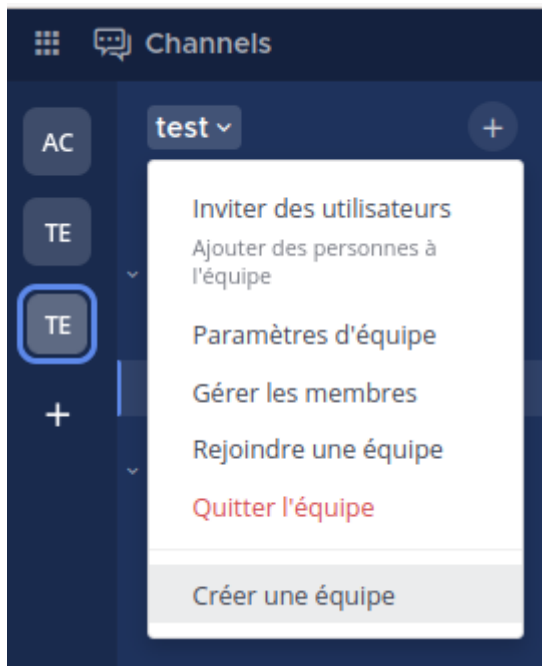 Channels
AC
test
TE
TE
Inviter des utilisateurs
Ajouter des personnes à
l'équipe
Paramètres d'équipe
Gérer les membres
Rejoindre une équipe
Quitter l'équipe
Créer une équipe